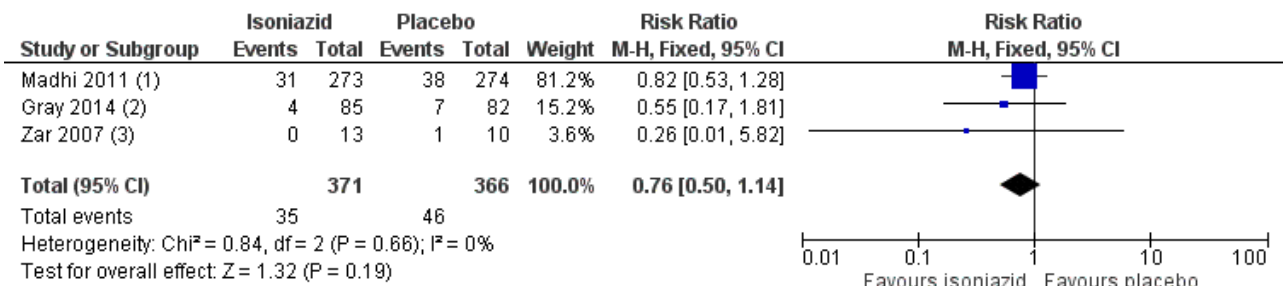 Isoniazid Placebo Risk Ratio Risk Ratio
Study or Subgroup Events Total Events Total Weight M-H, Fixed, 95% CI M-H, Fixed, 95% CI
Madhi 2011 (1) 31 273 38 274 81.2% 0.82 [0.53, 1.28]
Gray 2014 (2) 4 85 7 82 15.2% 0.55 [0.17, 1.81]
Zar 2007 (3) 0 13 1 10 3.6% 0.26 [0.01, 5.82]
Total (95% CI) 371 366 100.0% 0.76 [0.50, 1.14]
Total events 35 46
Heterogeneity: Chi² = 0.84, df = 2 (P = 0.66); I² = 0%
Test for overall effect: Z = 1.32 (P = 0.19)
0.01 0.1 1 10 100
Favours isoniazid Favours placebo